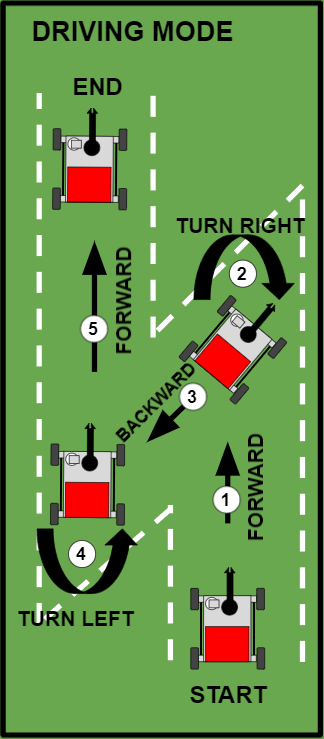 DRIVING MODE
END
TURN RIGHT
2
FORWARD
5
BACKWARD
3
1
FORWARD
4
TURN LEFT
START